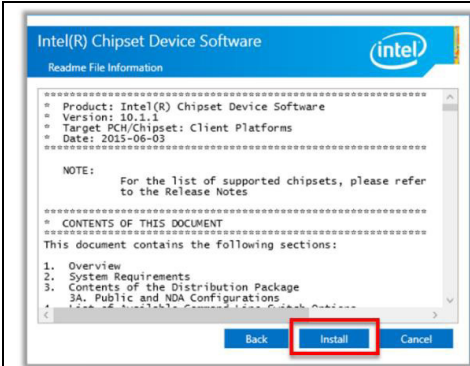 Intel(R) Chipset Device Software
intel
Readme File Information
************************************************************
* Product: Intel(R) Chipset Device Software
* Version: 10.1.1
* Target PCH/Chipset: Client Platforms
* Date: 2015-06-03
************************************************************
NOTE:
For the list of supported chipsets, please refer
to the Release Notes
************************************************************
* CONTENTS OF THIS DOCUMENT
************************************************************
This document contains the following sections:
1. Overview
2. System Requirements
3. Contents of the Distribution Package
3A. Public and NDA Configurations
Back
Install
Cancel